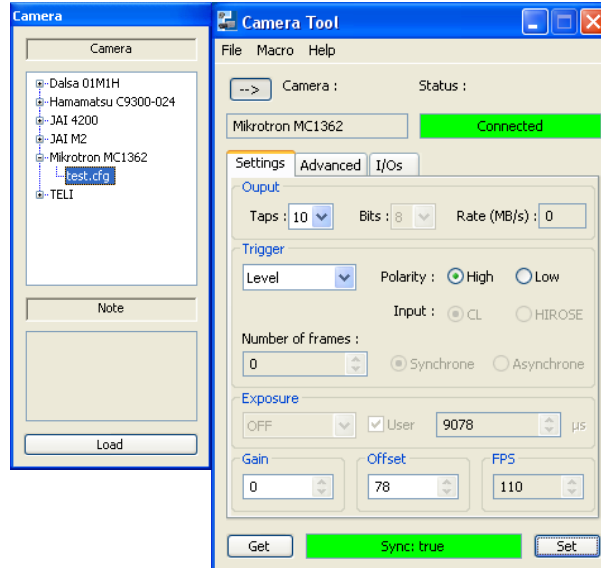 Camera
Camera
Dalsa 01M1H
Hamamatsu C9300-024
JAI 4200
JAI M2
Mikrotron MC1362
test.cfg
TELI
Note
Load
Camera Tool
File Macro Help
--> Camera : Status :
Mikrotron MC1362 Connected
Settings Advanced I/Os
Ouput
Taps : 10 Bits : 8 Rate (MB/s) : 0
Trigger
Level Polarity : High Low
Input : CL HIROSE
Number of frames :
0 Synchrone Asynchrone
Exposure
OFF User 9078 µs
Gain Offset FPS
0 78 110
Get Sync: true Set